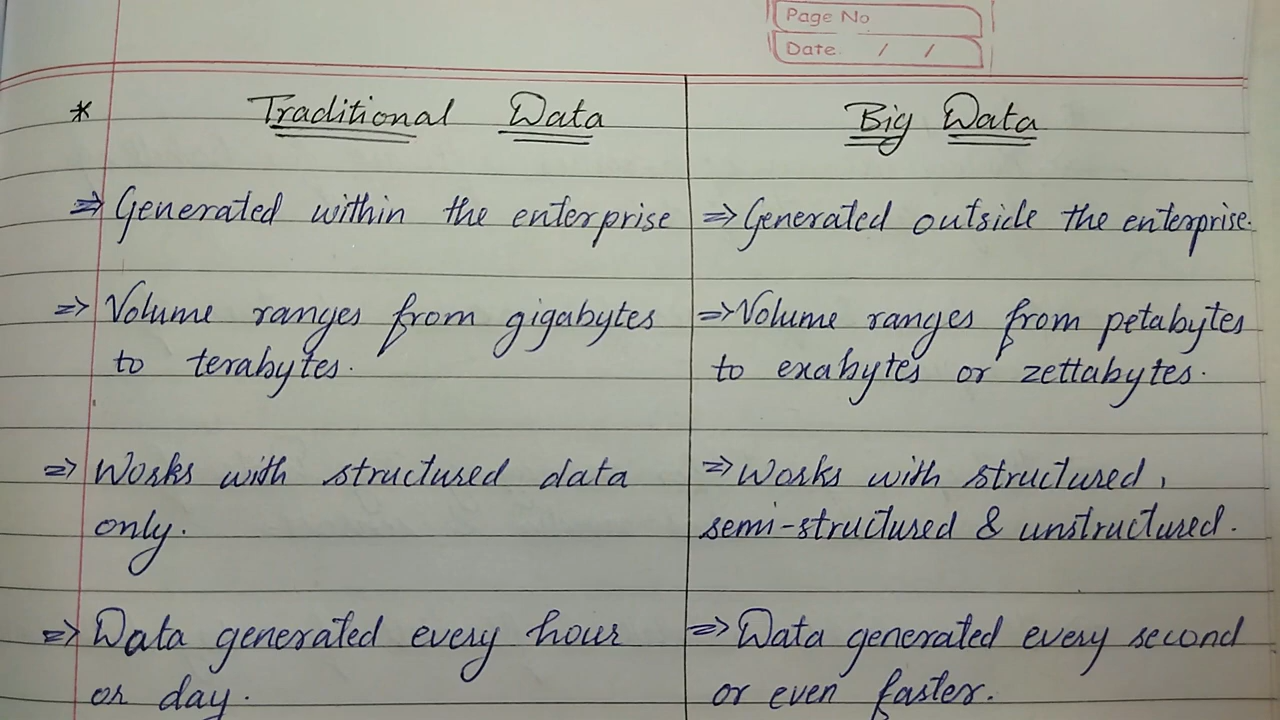 Page No
Date / /
* Traditional Data
⇒ Generated within the enterprise
⇒ Volume ranges from gigabytes
to terabytes.
⇒ Works with structured data
only.
⇒ Data generated every hour
or day.
Big Data
⇒ Generated outside the enterprise.
⇒ Volume ranges from petabytes
to exabytes or zettabytes.
⇒ Works with structured,
semi-structured & unstructured.
⇒ Data generated every second
or even faster.